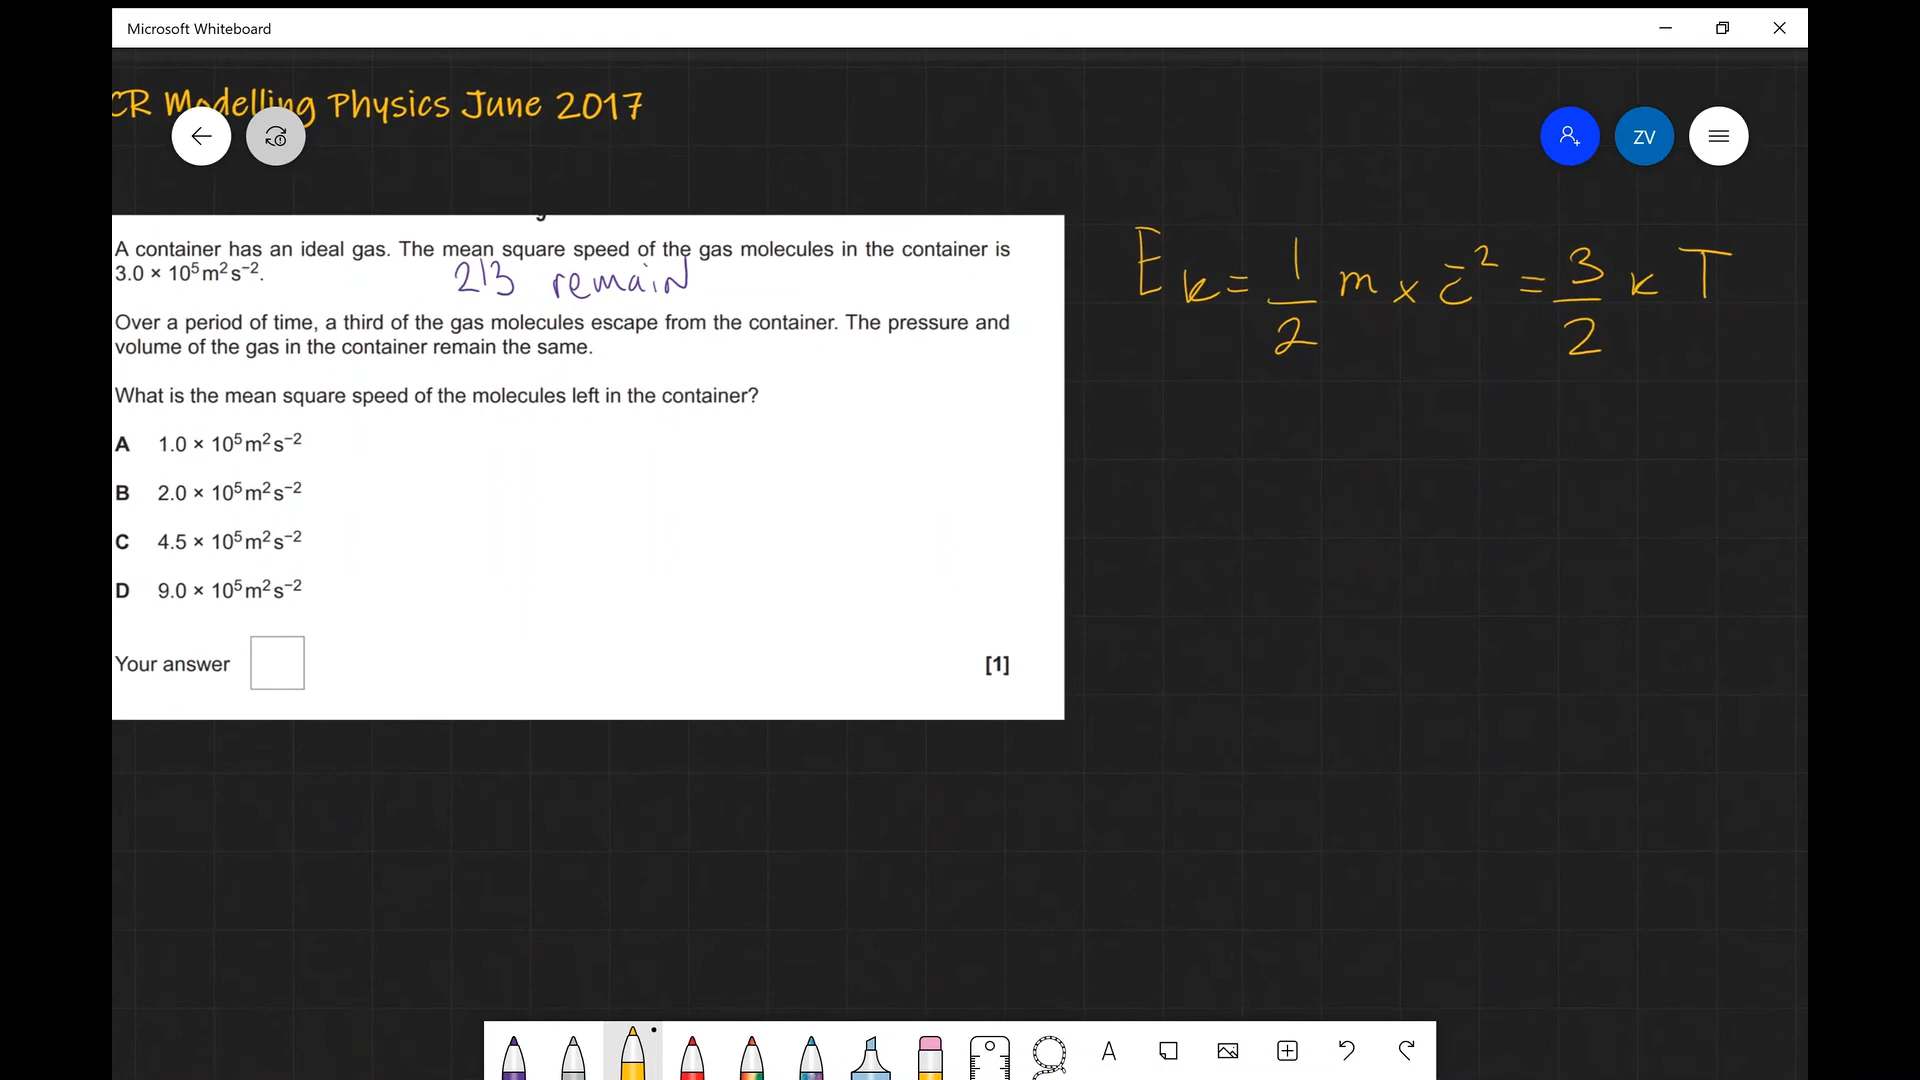 Microsoft Whiteboard
CR Modelling Physics June 2017
ZV
A container has an ideal gas. The mean square speed of the gas molecules in the container is
3.0 × 10⁵ m² s⁻².
2/3 remain
Over a period of time, a third of the gas molecules escape from the container. The pressure and
volume of the gas in the container remain the same.
What is the mean square speed of the molecules left in the container?
A 1.0 × 10⁵ m² s⁻²
B 2.0 × 10⁵ m² s⁻²
C 4.5 × 10⁵ m² s⁻²
D 9.0 × 10⁵ m² s⁻²
Your answer
[1]
E k = 1/2 m × c̄² = 3/2 k T
A